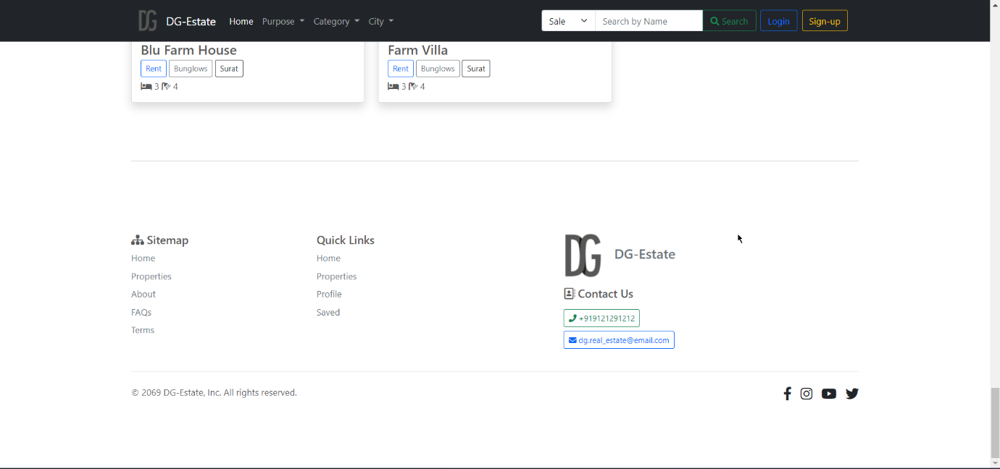 DG DG-Estate Home Purpose Category City Sale Search by Name Search Login Sign-up
Blu Farm House
Rent Bunglows Surat
3 4
Farm Villa
Rent Bunglows Surat
3 4
Sitemap
Home
Properties
About
FAQs
Terms
Quick Links
Home
Properties
Profile
Saved
DG DG-Estate
Contact Us
+919121291212
dg.real_estate@email.com
© 2069 DG-Estate, Inc. All rights reserved.